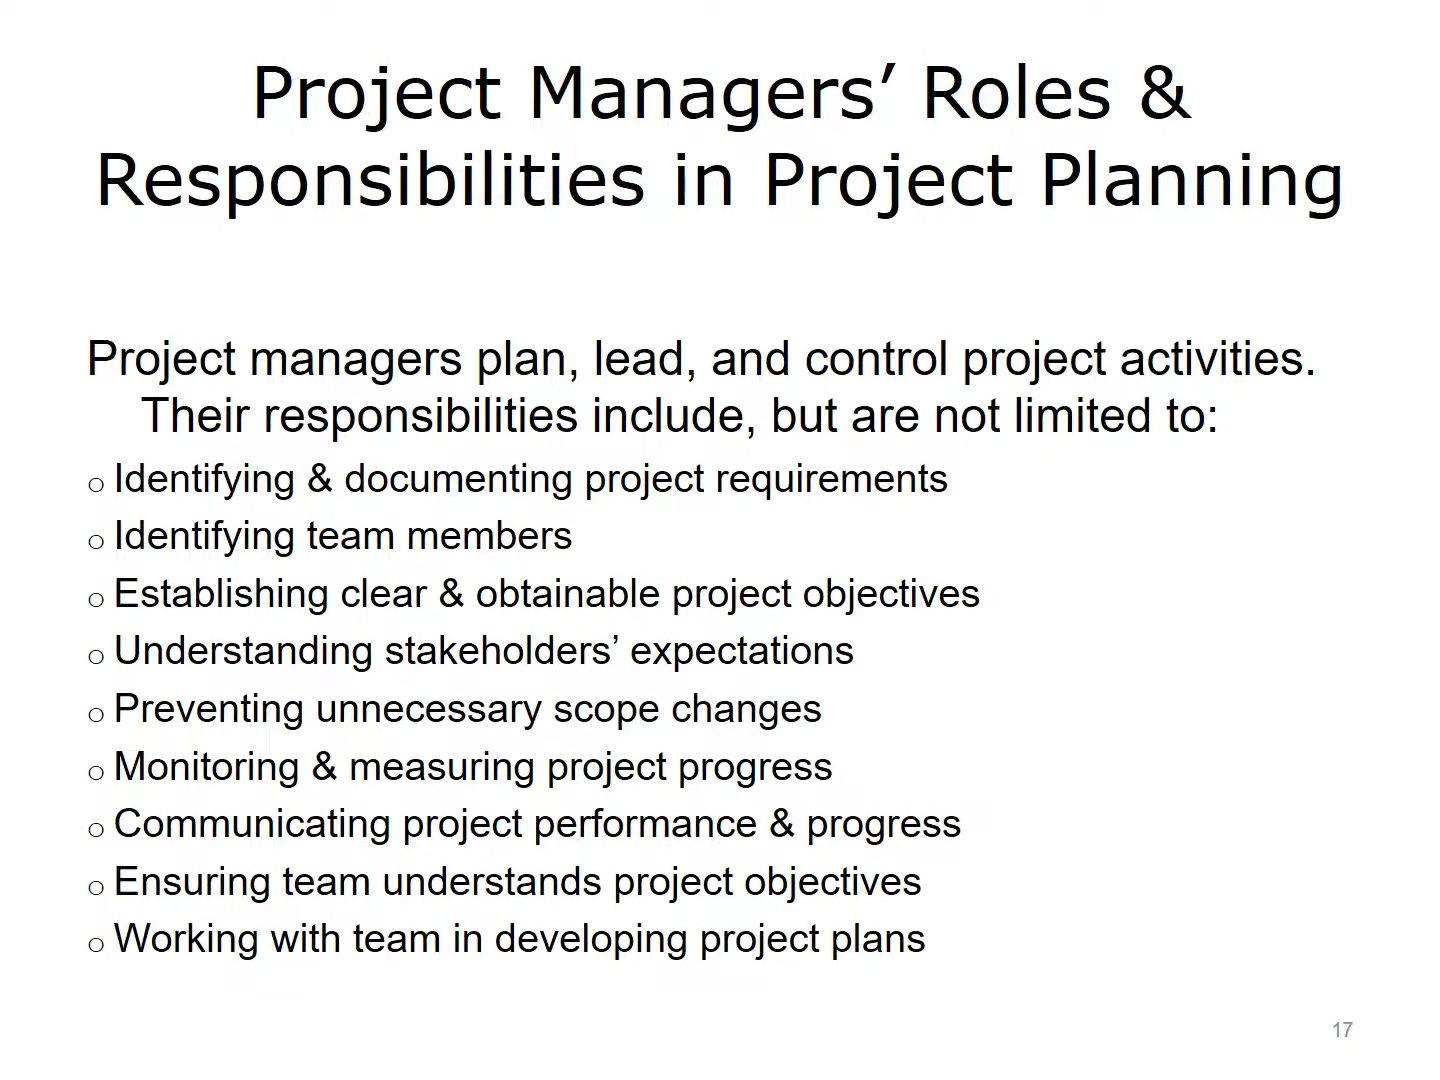 Project Managers’ Roles &
Responsibilities in Project Planning
Project managers plan, lead, and control project activities.
Their responsibilities include, but are not limited to:
o Identifying & documenting project requirements
o Identifying team members
o Establishing clear & obtainable project objectives
o Understanding stakeholders’ expectations
o Preventing unnecessary scope changes
o Monitoring & measuring project progress
o Communicating project performance & progress
o Ensuring team understands project objectives
o Working with team in developing project plans
17